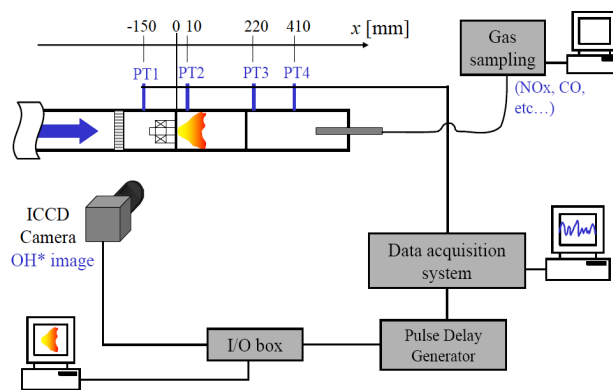 x [mm]
-150 0 10 220 410
PT1 PT2 PT3 PT4
Gas
sampling
(NOx, CO,
etc…)
ICCD
Camera
OH* image
Data acquisition
system
I/O box
Pulse Delay
Generator